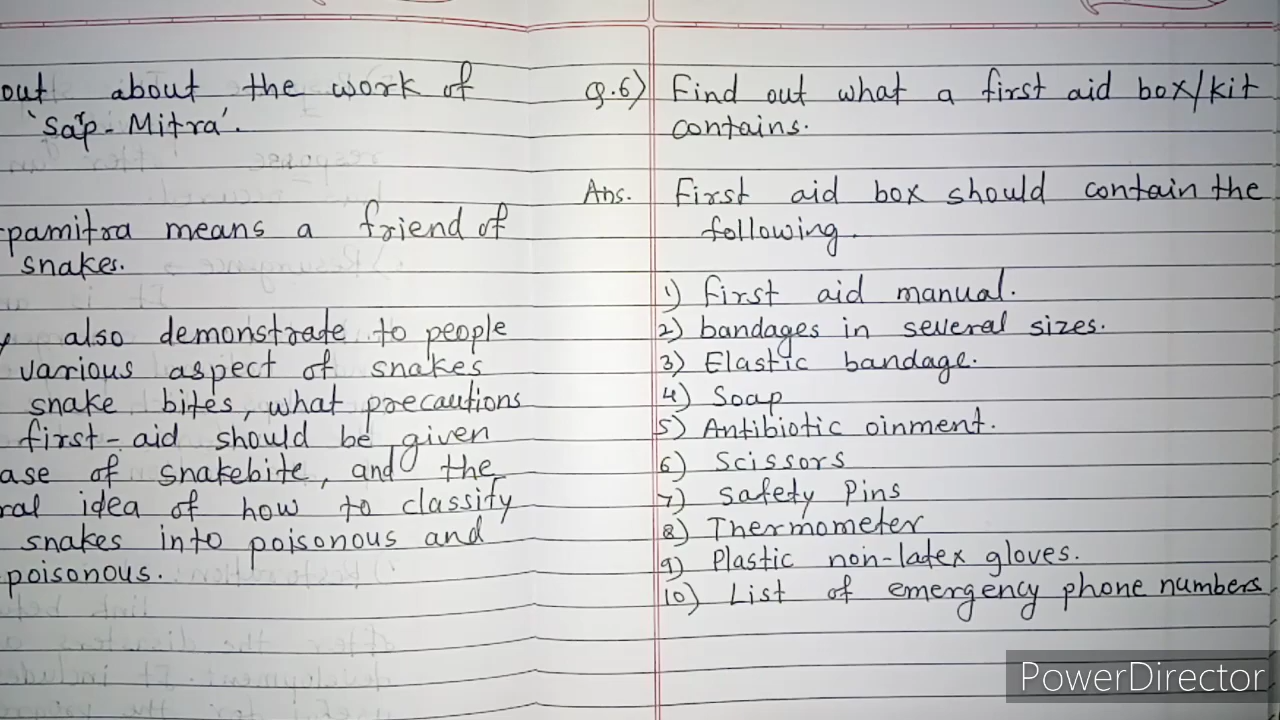 out about the work of
'Sarp-Mitra'.
pamitra means a friend of
snakes.
also demonstrate to people
various aspect of snakes
snake bites, what precautions
first-aid should be given
ase of snakebite, and the
ral idea of how to classify
snakes into poisonous and
poisonous.
Q.6) Find out what a first aid box/kit
contains.
Ans. First aid box should contain the
following.
1) First aid manual.
2) bandages in several sizes.
3) Elastic bandage.
4) Soap
5) Antibiotic oinment.
6) Scissors
7) Safety Pins
8) Thermometer
9) Plastic non-latex gloves.
10) List of emergency phone numbers
PowerDirector